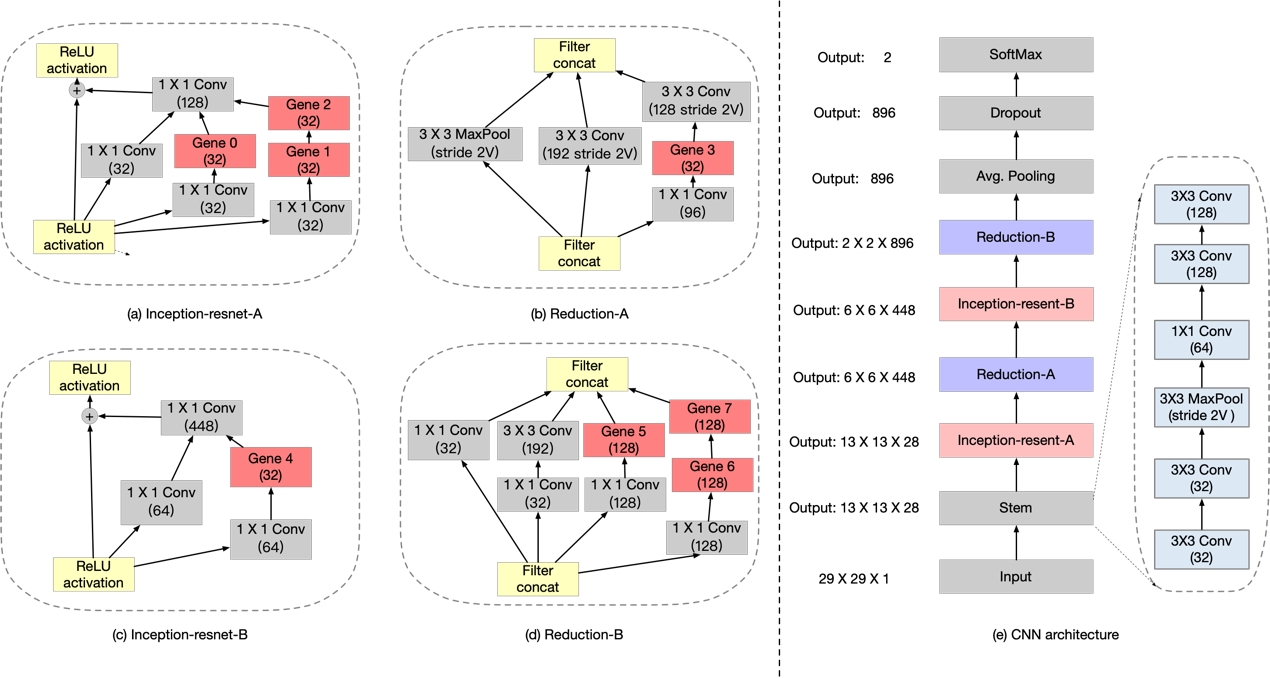 ReLU
activation
+
1 X 1 Conv
(128)
Gene 2
(32)
1 X 1 Conv
(32)
Gene 0
(32)
Gene 1
(32)
1 X 1 Conv
(32)
1 X 1 Conv
(32)
ReLU
activation
(a) Inception-resnet-A
Filter
concat
3 X 3 Conv
(128 stride 2V)
3 X 3 MaxPool
(stride 2V)
3 X 3 Conv
(192 stride 2V)
Gene 3
(32)
1 X 1 Conv
(96)
Filter
concat
(b) Reduction-A
ReLU
activation
+
1 X 1 Conv
(448)
Gene 4
(32)
1 X 1 Conv
(64)
1 X 1 Conv
(64)
ReLU
activation
(c) Inception-resnet-B
Filter
concat
Gene 7
(128)
1 X 1 Conv
(32)
3 X 3 Conv
(192)
Gene 5
(128)
Gene 6
(128)
1 X 1 Conv
(32)
1 X 1 Conv
(128)
1 X 1 Conv
(128)
Filter
concat
(d) Reduction-B
Output: 2
SoftMax
Output: 896
Dropout
Output: 896
Avg. Pooling
Output: 2 X 2 X 896
Reduction-B
Output: 6 X 6 X 448
Inception-resent-B
Output: 6 X 6 X 448
Reduction-A
Output: 13 X 13 X 28
Inception-resent-A
Output: 13 X 13 X 28
Stem
29 X 29 X 1
Input
3X3 Conv
(128)
3X3 Conv
(128)
1X1 Conv
(64)
3X3 MaxPool
(stride 2V )
3X3 Conv
(32)
3X3 Conv
(32)
(e) CNN architecture